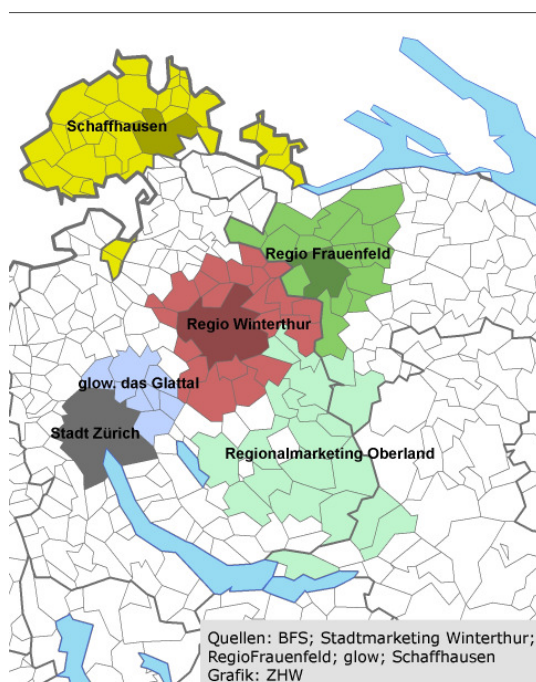 Schaffhausen
Regio Frauenfeld
Regio Winterthur
glow, das Glattal
Stadt Zürich
Regionalmarketing Oberland
Quellen: BFS; Stadtmarketing Winterthur;
RegioFrauenfeld; glow; Schaffhausen
Grafik: ZHW